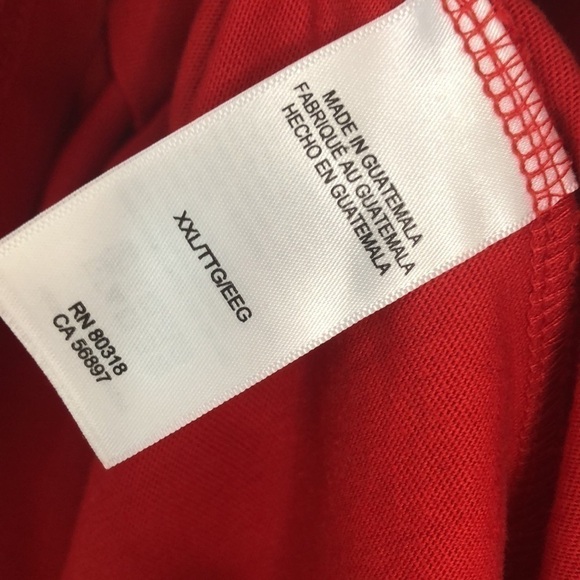 MADE IN GUATEMALA
FABRIQUÉ AU GUATEMALA
HECHO EN GUATEMALA
XXL/TTG/EEG
RN 80318
CA 56897